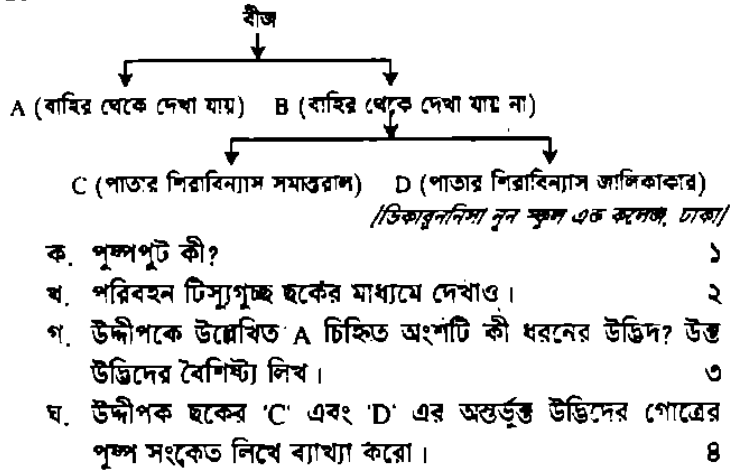 বীজ
A (বাহির থেকে দেখা যায়) B (বাহির থেকে দেখা যায় না)
C (পাতার শিরাবিন্যাস সমান্তরাল) D (পাতার শিরাবিন্যাস জালিকাকার)
[ভিকারুননিসা নূন স্কুল এন্ড কলেজ, ঢাকা]
ক. পুষ্পপুট কী? ১
খ. পরিবহন টিস্যুগুচ্ছ ছকের মাধ্যমে দেখাও। ২
গ. উদ্দীপকে উল্লেখিত A চিহ্নিত অংশটি কী ধরনের উদ্ভিদ? উক্ত
উদ্ভিদের বৈশিষ্ট্য লিখ। ৩
ঘ. উদ্দীপক ছকের 'C' এবং 'D' এর অন্তর্ভুক্ত উদ্ভিদের গোত্রের
পুষ্প সংকেত লিখে ব্যাখ্যা করো। 8